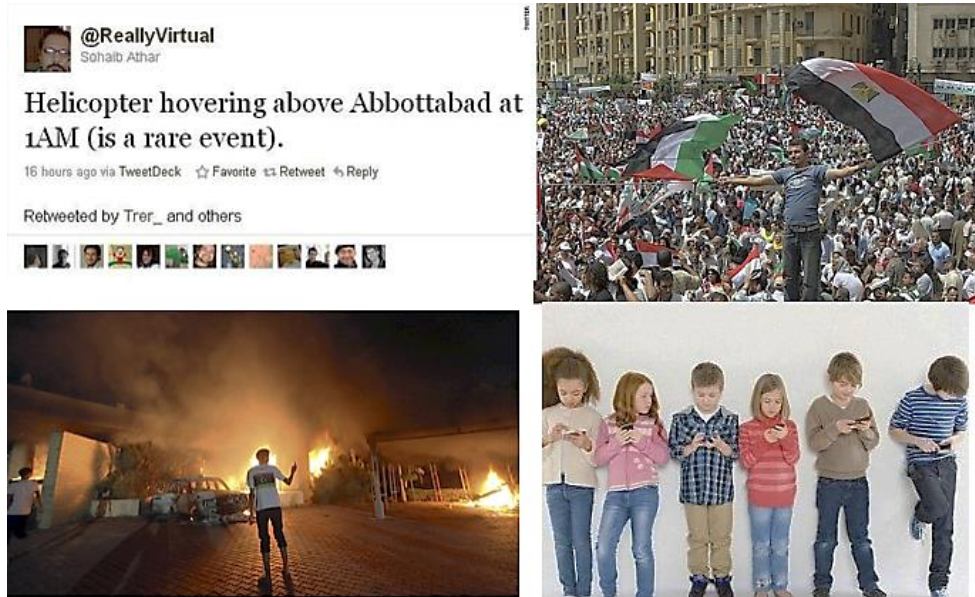 @ReallyVirtual
Sohaib Athar
Helicopter hovering above Abbottabad at
1AM (is a rare event).
16 hours ago via TweetDeck Favorite Retweet Reply
Retweeted by Trer_ and others
TWITTER